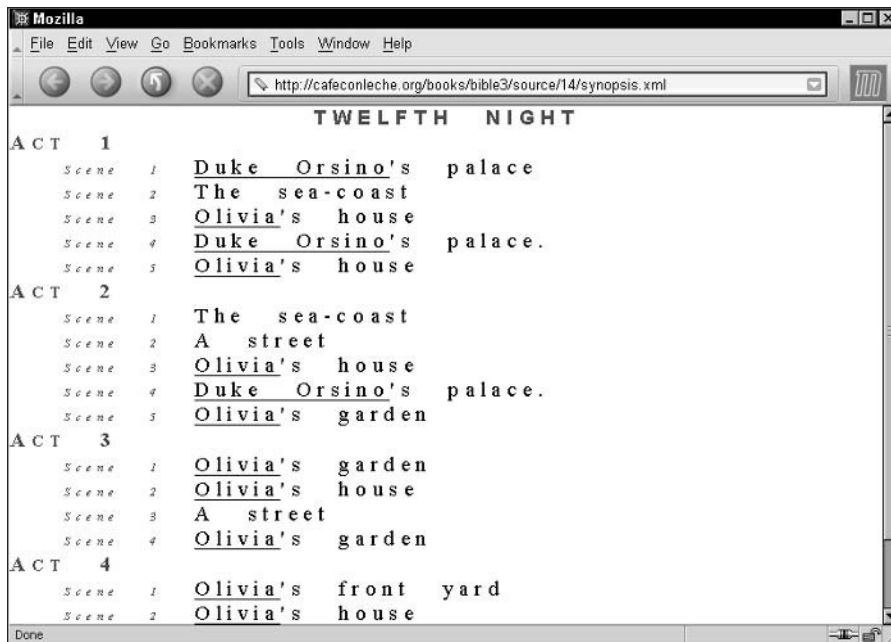 Mozilla
File Edit View Go Bookmarks Tools Window Help
http://cafeconleche.org/books/bible3/source/14/synopsis.xml
TWELFTH NIGHT
ACT 1
Scene 1 Duke Orsino's palace
Scene 2 The sea-coast
Scene 3 Olivia's house
Scene 4 Duke Orsino's palace.
Scene 5 Olivia's house
ACT 2
Scene 1 The sea-coast
Scene 2 A street
Scene 3 Olivia's house
Scene 4 Duke Orsino's palace.
Scene 5 Olivia's garden
ACT 3
Scene 1 Olivia's garden
Scene 2 Olivia's house
Scene 3 A street
Scene 4 Olivia's garden
ACT 4
Scene 1 Olivia's front yard
Scene 2 Olivia's house
Done